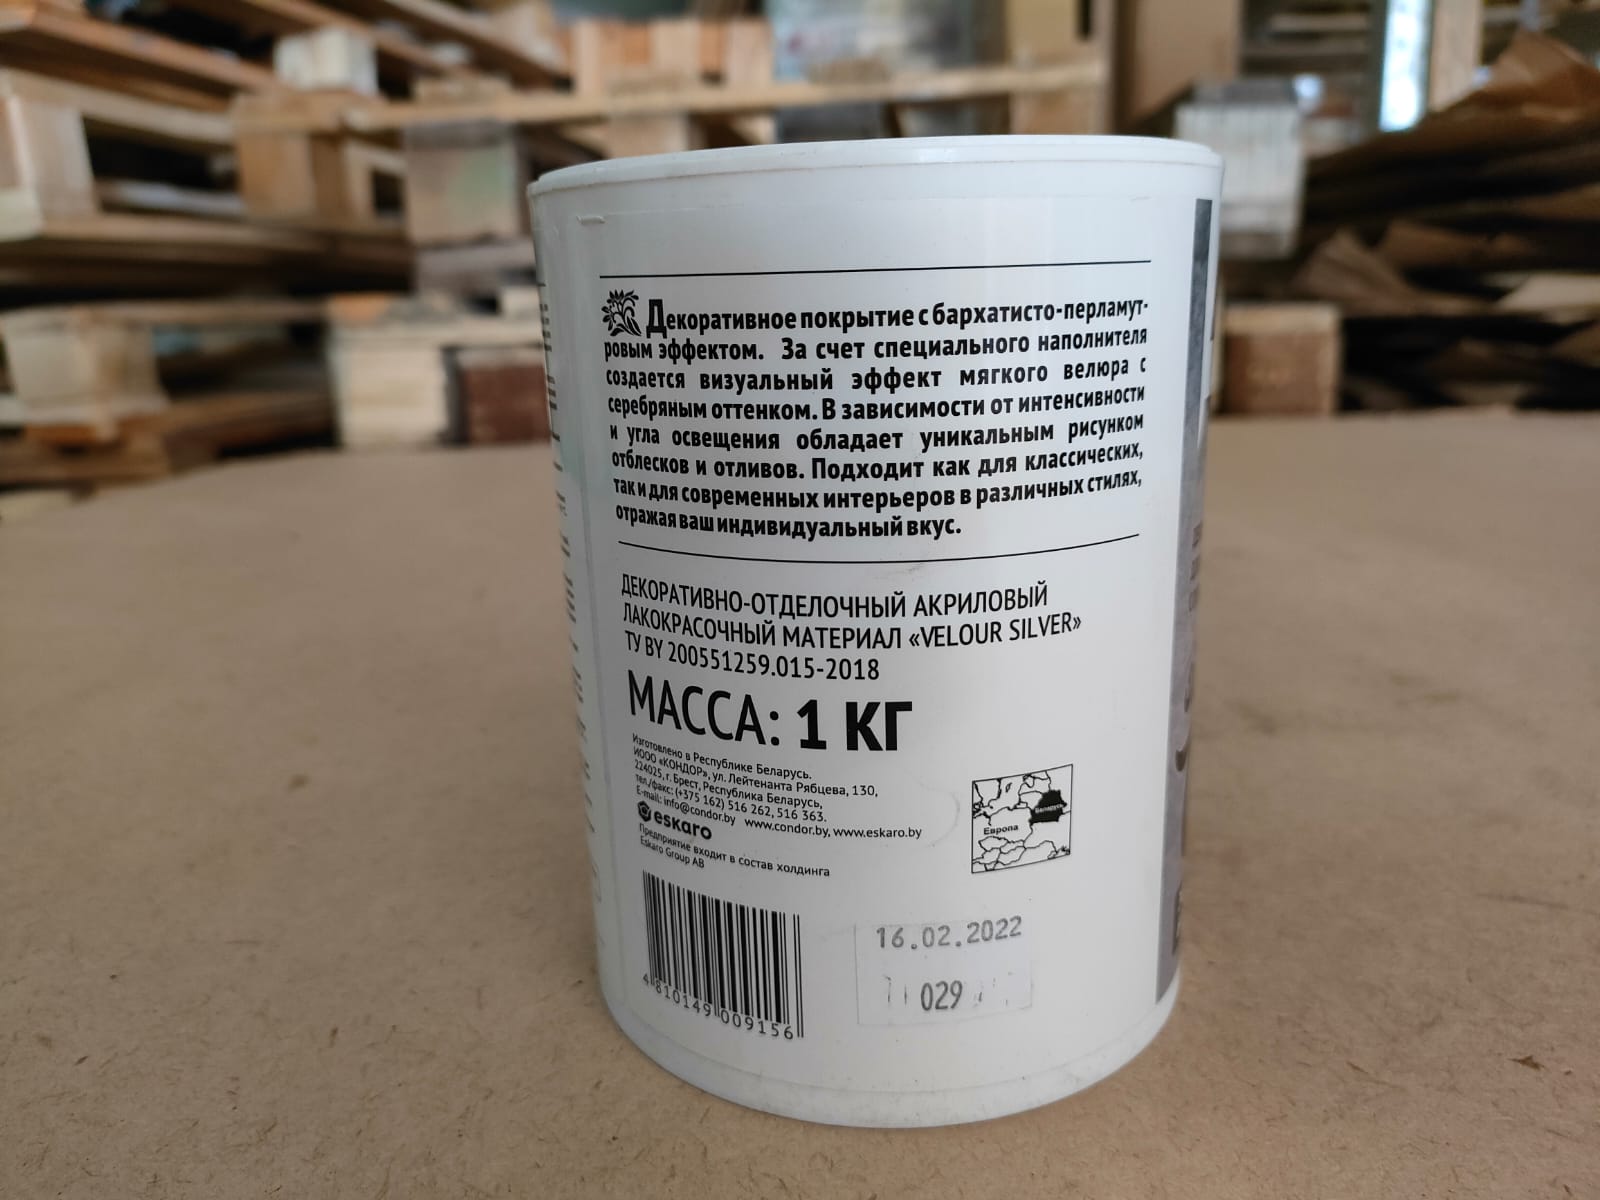 Декоративное покрытие с бархатисто-перламут-
ровым эффектом. За счет специального наполнителя
создается визуальный эффект мягкого велюра с
серебряным оттенком. В зависимости от интенсивности
и угла освещения обладает уникальным рисунком
отблесков и отливов. Подходит как для классических,
так и для современных интерьеров в различных стилях,
отражая ваш индивидуальный вкус.
ДЕКОРАТИВНО-ОТДЕЛОЧНЫЙ АКРИЛОВЫЙ
ЛАКОКРАСОЧНЫЙ МАТЕРИАЛ «VELOUR SILVER»
ТУ BY 200551259.015-2018
МАССА: 1 КГ
Изготовлено в Республике Беларусь.
ИООО «КОНДОР», ул. Лейтенанта Рябцева, 130,
224025, г. Брест, Республика Беларусь,
тел./факс: (+375 162) 516 262, 516 363.
E-mail: info@condor.by www.condor.by, www.eskaro.by
eskaro
Предприятие входит в состав холдинга
Eskaro Group AB
Беларусь
Европа
4810149009156
16.02.2022
029